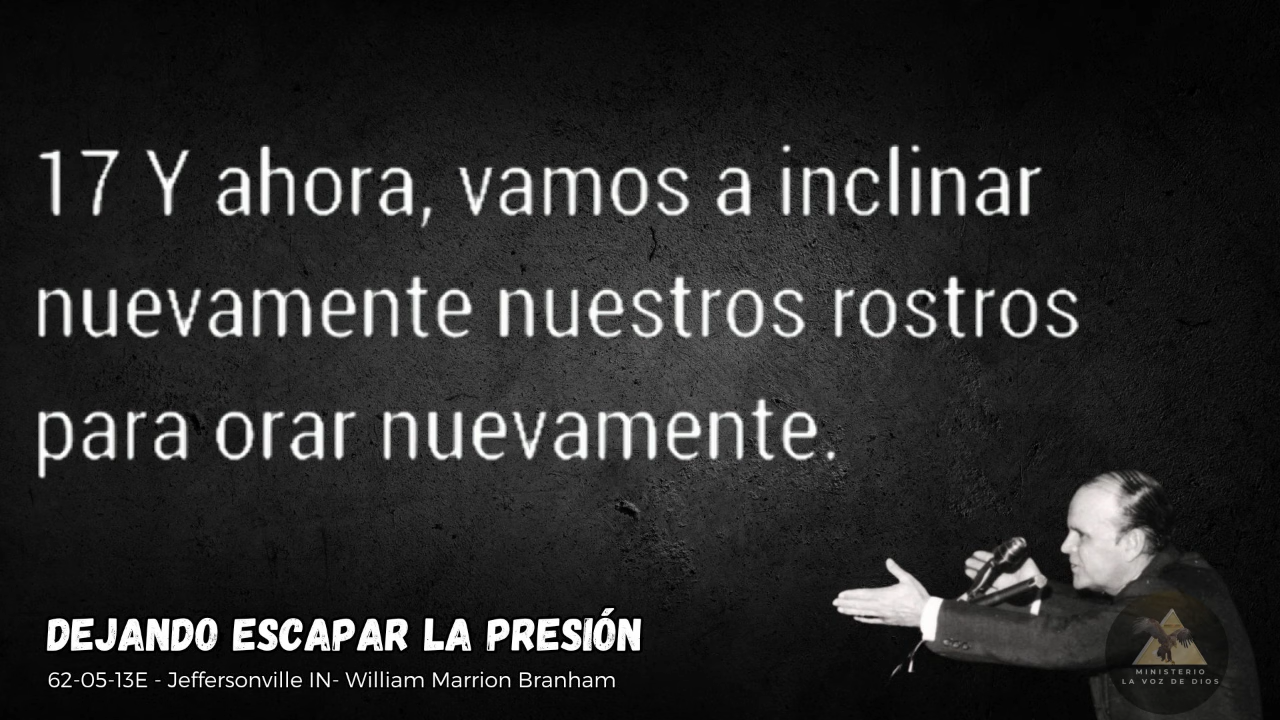 17 Y ahora, vamos a inclinar
nuevamente nuestros rostros
para orar nuevamente.
DEJANDO ESCAPAR LA PRESIÓN
62-05-13E - Jeffersonville IN- William Marrion Branham
MINISTERIO
LA VOZ DE DIOS